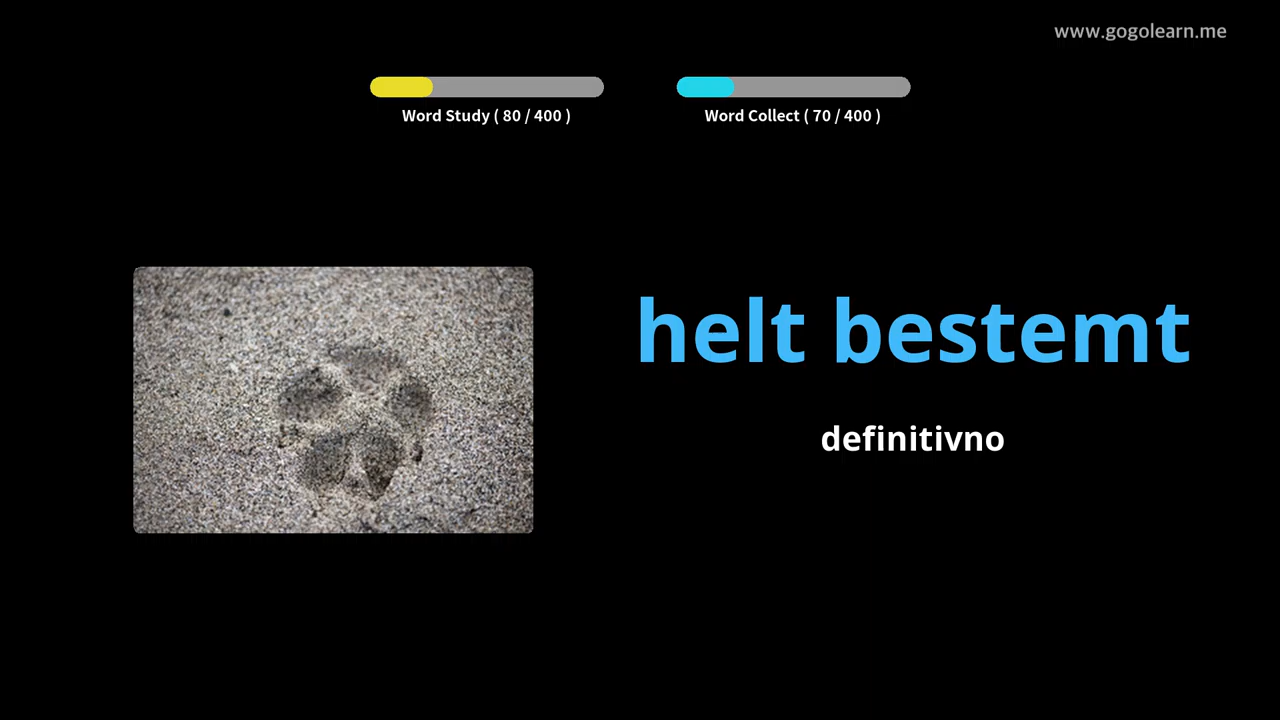 www.gogolearn.me
Word Study ( 80 / 400 )
Word Collect ( 70 / 400 )
helt bestemt
definitivno